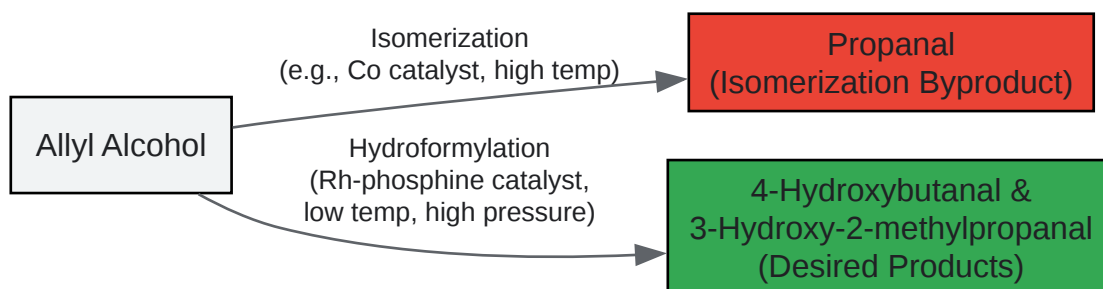 Allyl Alcohol
Isomerization
(e.g., Co catalyst, high temp)
Propanal
(Isomerization Byproduct)
Hydroformylation
(Rh-phosphine catalyst,
low temp, high pressure)
4-Hydroxybutanal &
3-Hydroxy-2-methylpropanal
(Desired Products)